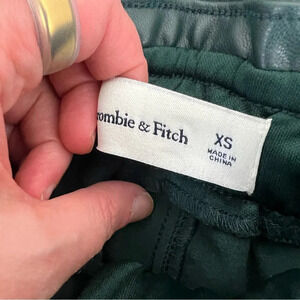 rombie & Fitch
XS
MADE IN
CHINA